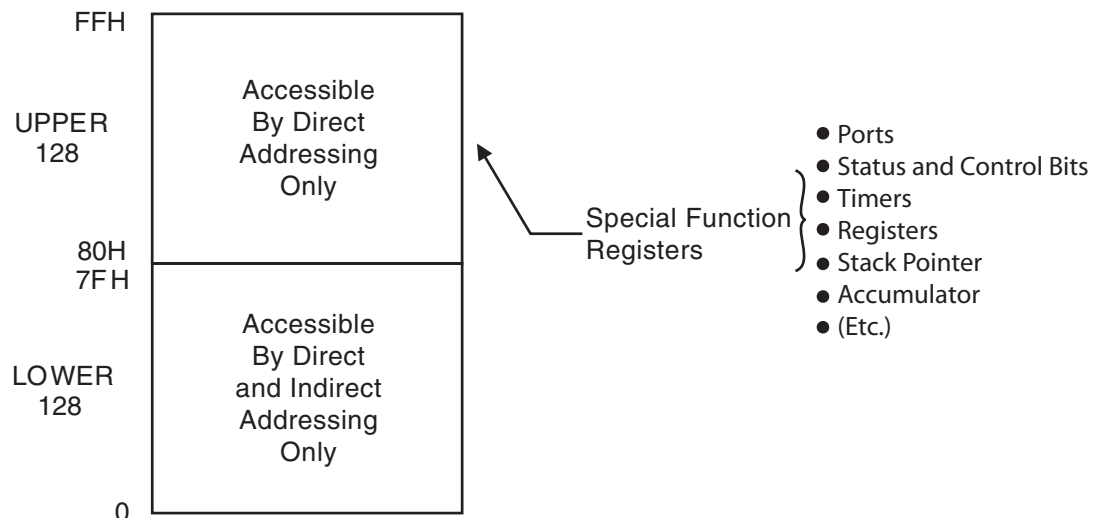 FFH
UPPER
128
80H
7FH
LOWER
128
0
Accessible
By Direct
Addressing
Only
Accessible
By Direct
and Indirect
Addressing
Only
Special Function
Registers
● Ports
● Status and Control Bits
● Timers
● Registers
● Stack Pointer
● Accumulator
● (Etc.)